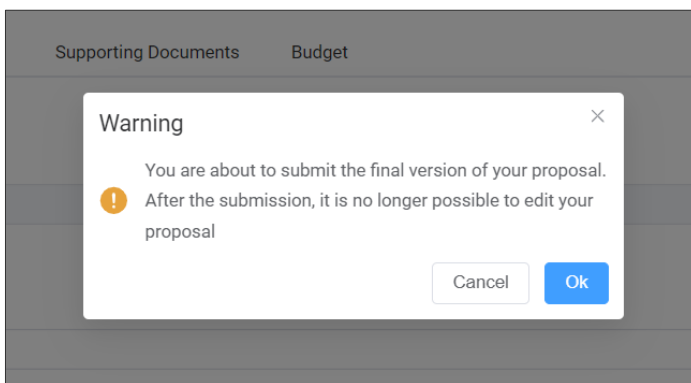 Supporting Documents Budget
Warning
You are about to submit the final version of your proposal.
After the submission, it is no longer possible to edit your
proposal
Cancel Ok